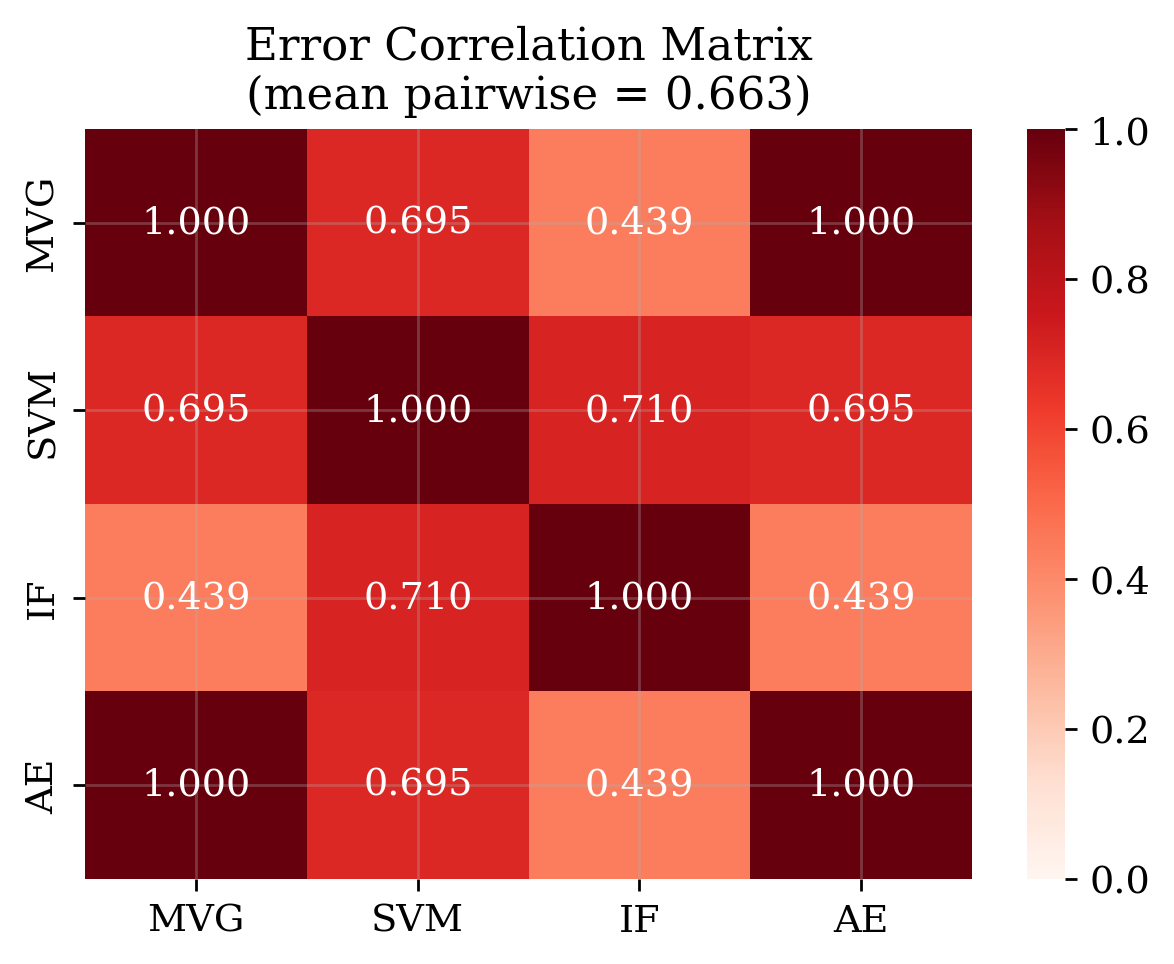 Error Correlation Matrix
(mean pairwise = 0.663)
MVG 1.000 0.695 0.439 1.000
SVM 0.695 1.000 0.710 0.695
IF 0.439 0.710 1.000 0.439
AE 1.000 0.695 0.439 1.000
MVG SVM IF AE
1.0
0.8
0.6
0.4
0.2
0.0